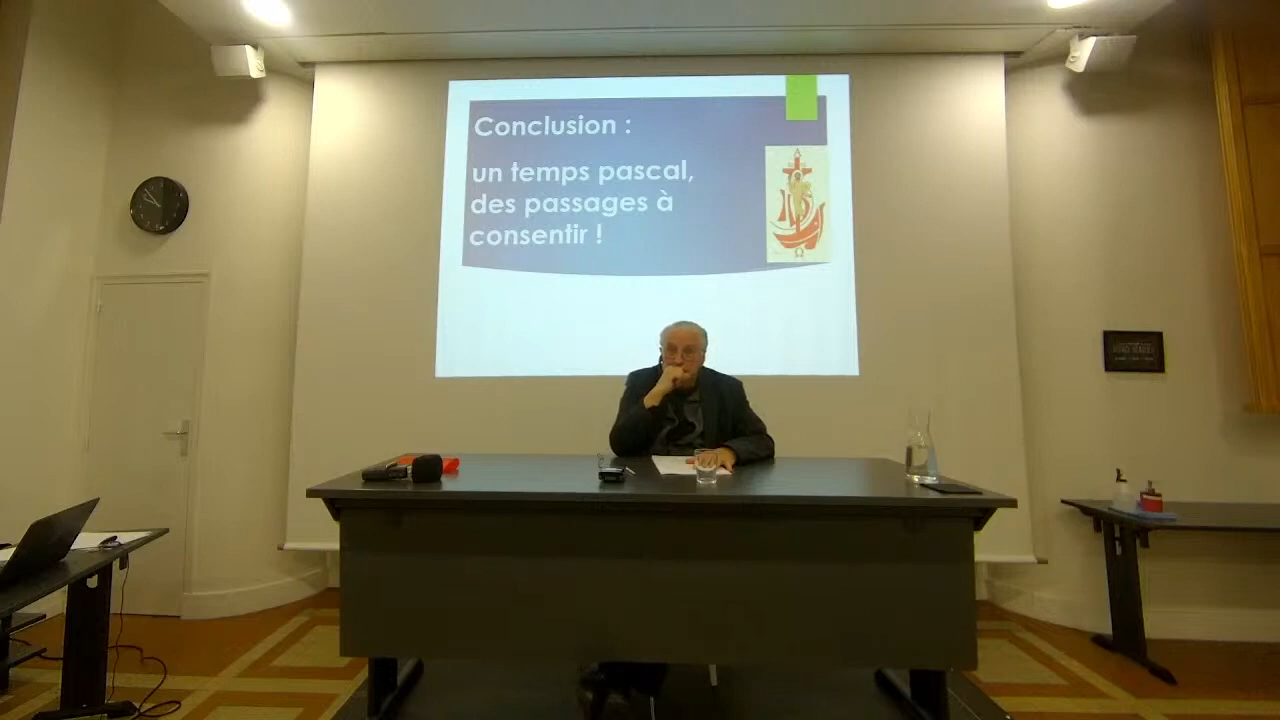 Conclusion :
un temps pascal,
des passages à
consentir !
A
Ω